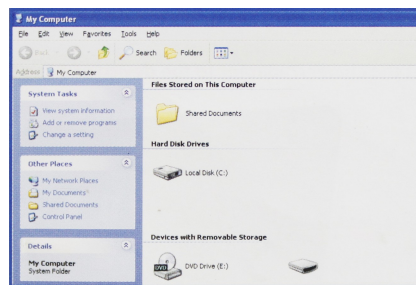 My Computer
File Edit View Favorites Tools Help
Back Search Folders
Address My Computer
System Tasks
View system information
Add or remove programs
Change a setting
Other Places
My Network Places
My Documents
Shared Documents
Control Panel
Details
My Computer
System Folder
Files Stored on This Computer
Shared Documents
Hard Disk Drives
Local Disk (C:)
Devices with Removable Storage
DVD
DVD Drive (E:)